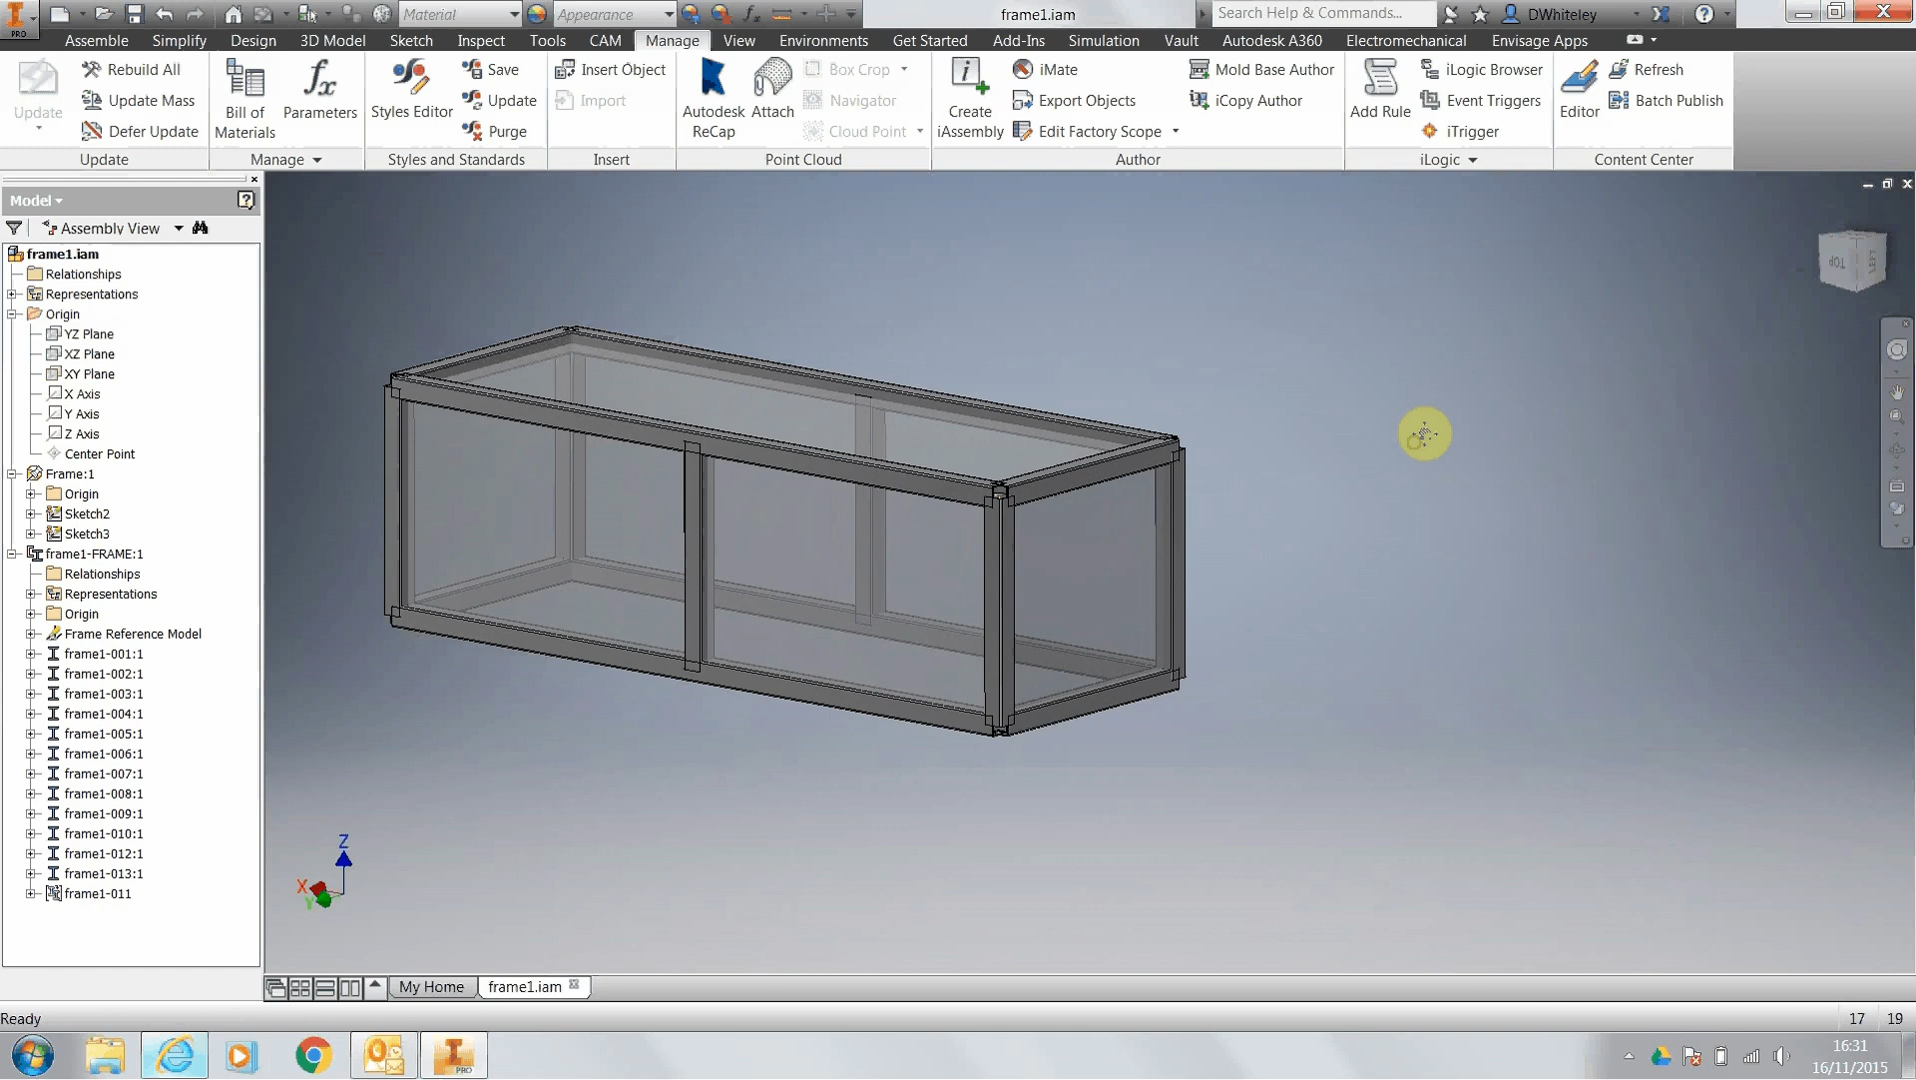 Material
Appearance
frame1.iam
Search Help & Commands...
DWhiteley
PRO
Assemble Simplify Design 3D Model Sketch Inspect Tools CAM Manage View Environments Get Started Add-Ins Simulation Vault Autodesk A360 Electromechanical Envisage Apps
Update
Rebuild All
Update Mass
Defer Update
Update
Bill of
Materials
Parameters
Manage
Styles Editor
Save
Update
Purge
Styles and Standards
Insert Object
Import
Insert
Autodesk
ReCap
Attach
Box Crop
Navigator
Cloud Point
Point Cloud
Create
iAssembly
iMate
Export Objects
Edit Factory Scope
Mold Base Author
iCopy Author
Author
Add Rule
iLogic Browser
Event Triggers
iTrigger
iLogic
Editor
Refresh
Batch Publish
Content Center
Model
Assembly View
frame1.iam
Relationships
Representations
Origin
YZ Plane
XZ Plane
XY Plane
X Axis
Y Axis
Z Axis
Center Point
Frame:1
Origin
Sketch2
Sketch3
frame1-FRAME:1
Relationships
Representations
Origin
Frame Reference Model
frame1-001:1
frame1-002:1
frame1-003:1
frame1-004:1
frame1-005:1
frame1-006:1
frame1-007:1
frame1-008:1
frame1-009:1
frame1-010:1
frame1-012:1
frame1-013:1
frame1-011
TOP
LEFT
Z
X
Y
My Home
frame1.iam
Ready
17 19
PRO
16:31
16/11/2015